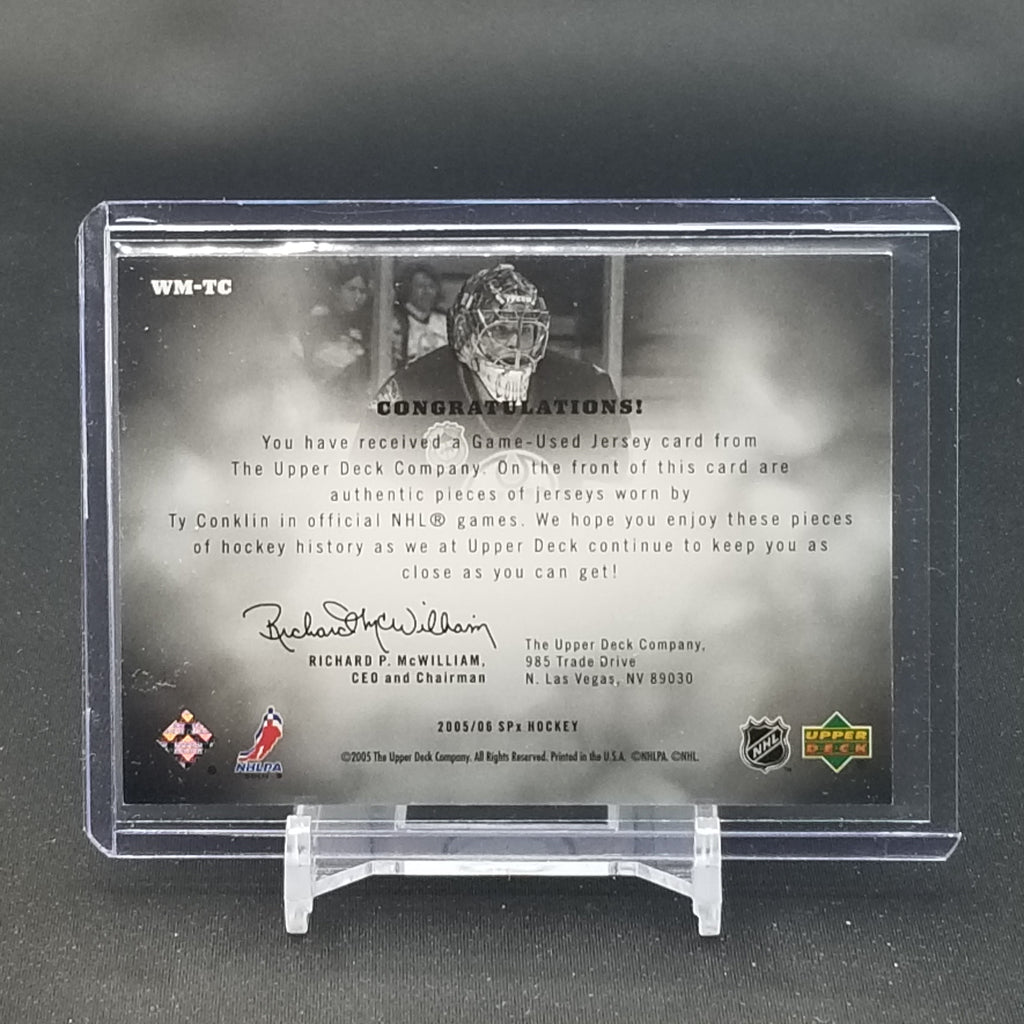 WM-TC
CONGRATULATIONS!
You have received a Game-Used Jersey card from
The Upper Deck Company. On the front of this card are
authentic pieces of jerseys worn by
Ty Conklin in official NHL® games. We hope you enjoy these pieces
of hockey history as we at Upper Deck continue to keep you as
close as you can get!
Richard McWilliam
RICHARD P. McWILLIAM,
CEO and Chairman
The Upper Deck Company,
985 Trade Drive
N. Las Vegas, NV 89030
2005/06 SPx HOCKEY
©2005 The Upper Deck Company. All Rights Reserved. Printed in the U.S.A. ©NHLPA. ©NHL.
NHLPA
NHL
UPPER
DECK